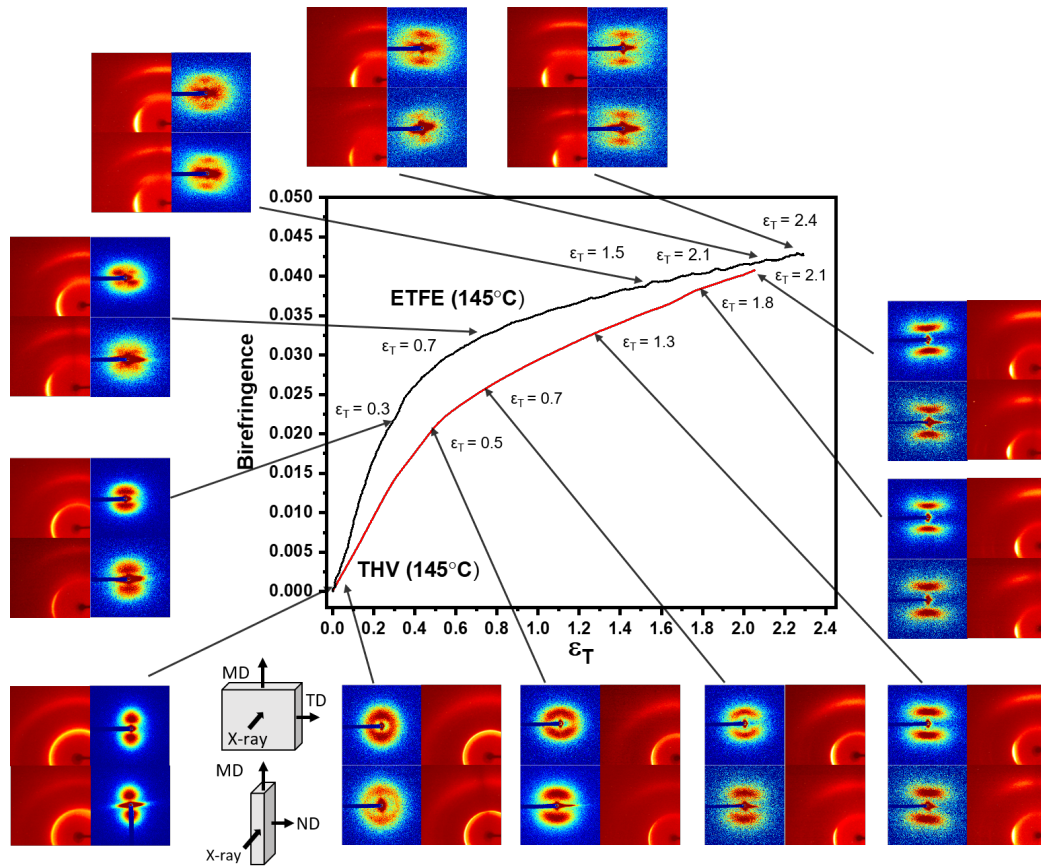 0.050
0.045
0.040
0.035
0.030
0.025
0.020
0.015
0.010
0.005
0.000
Birefringence
εT = 2.4
εT = 1.5
εT = 2.1
εT = 2.1
ETFE (145°C)
εT = 1.8
εT = 0.7
εT = 1.3
εT = 0.3
εT = 0.7
εT = 0.5
THV (145°C)
0.0 0.2 0.4 0.6 0.8 1.0 1.2 1.4 1.6 1.8 2.0 2.2 2.4
εT
MD
TD
X-ray
MD
ND
X-ray